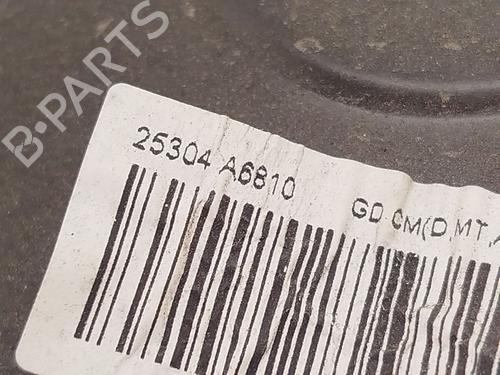 B·PARTS
25304 A6810
GD CM(D,MT,